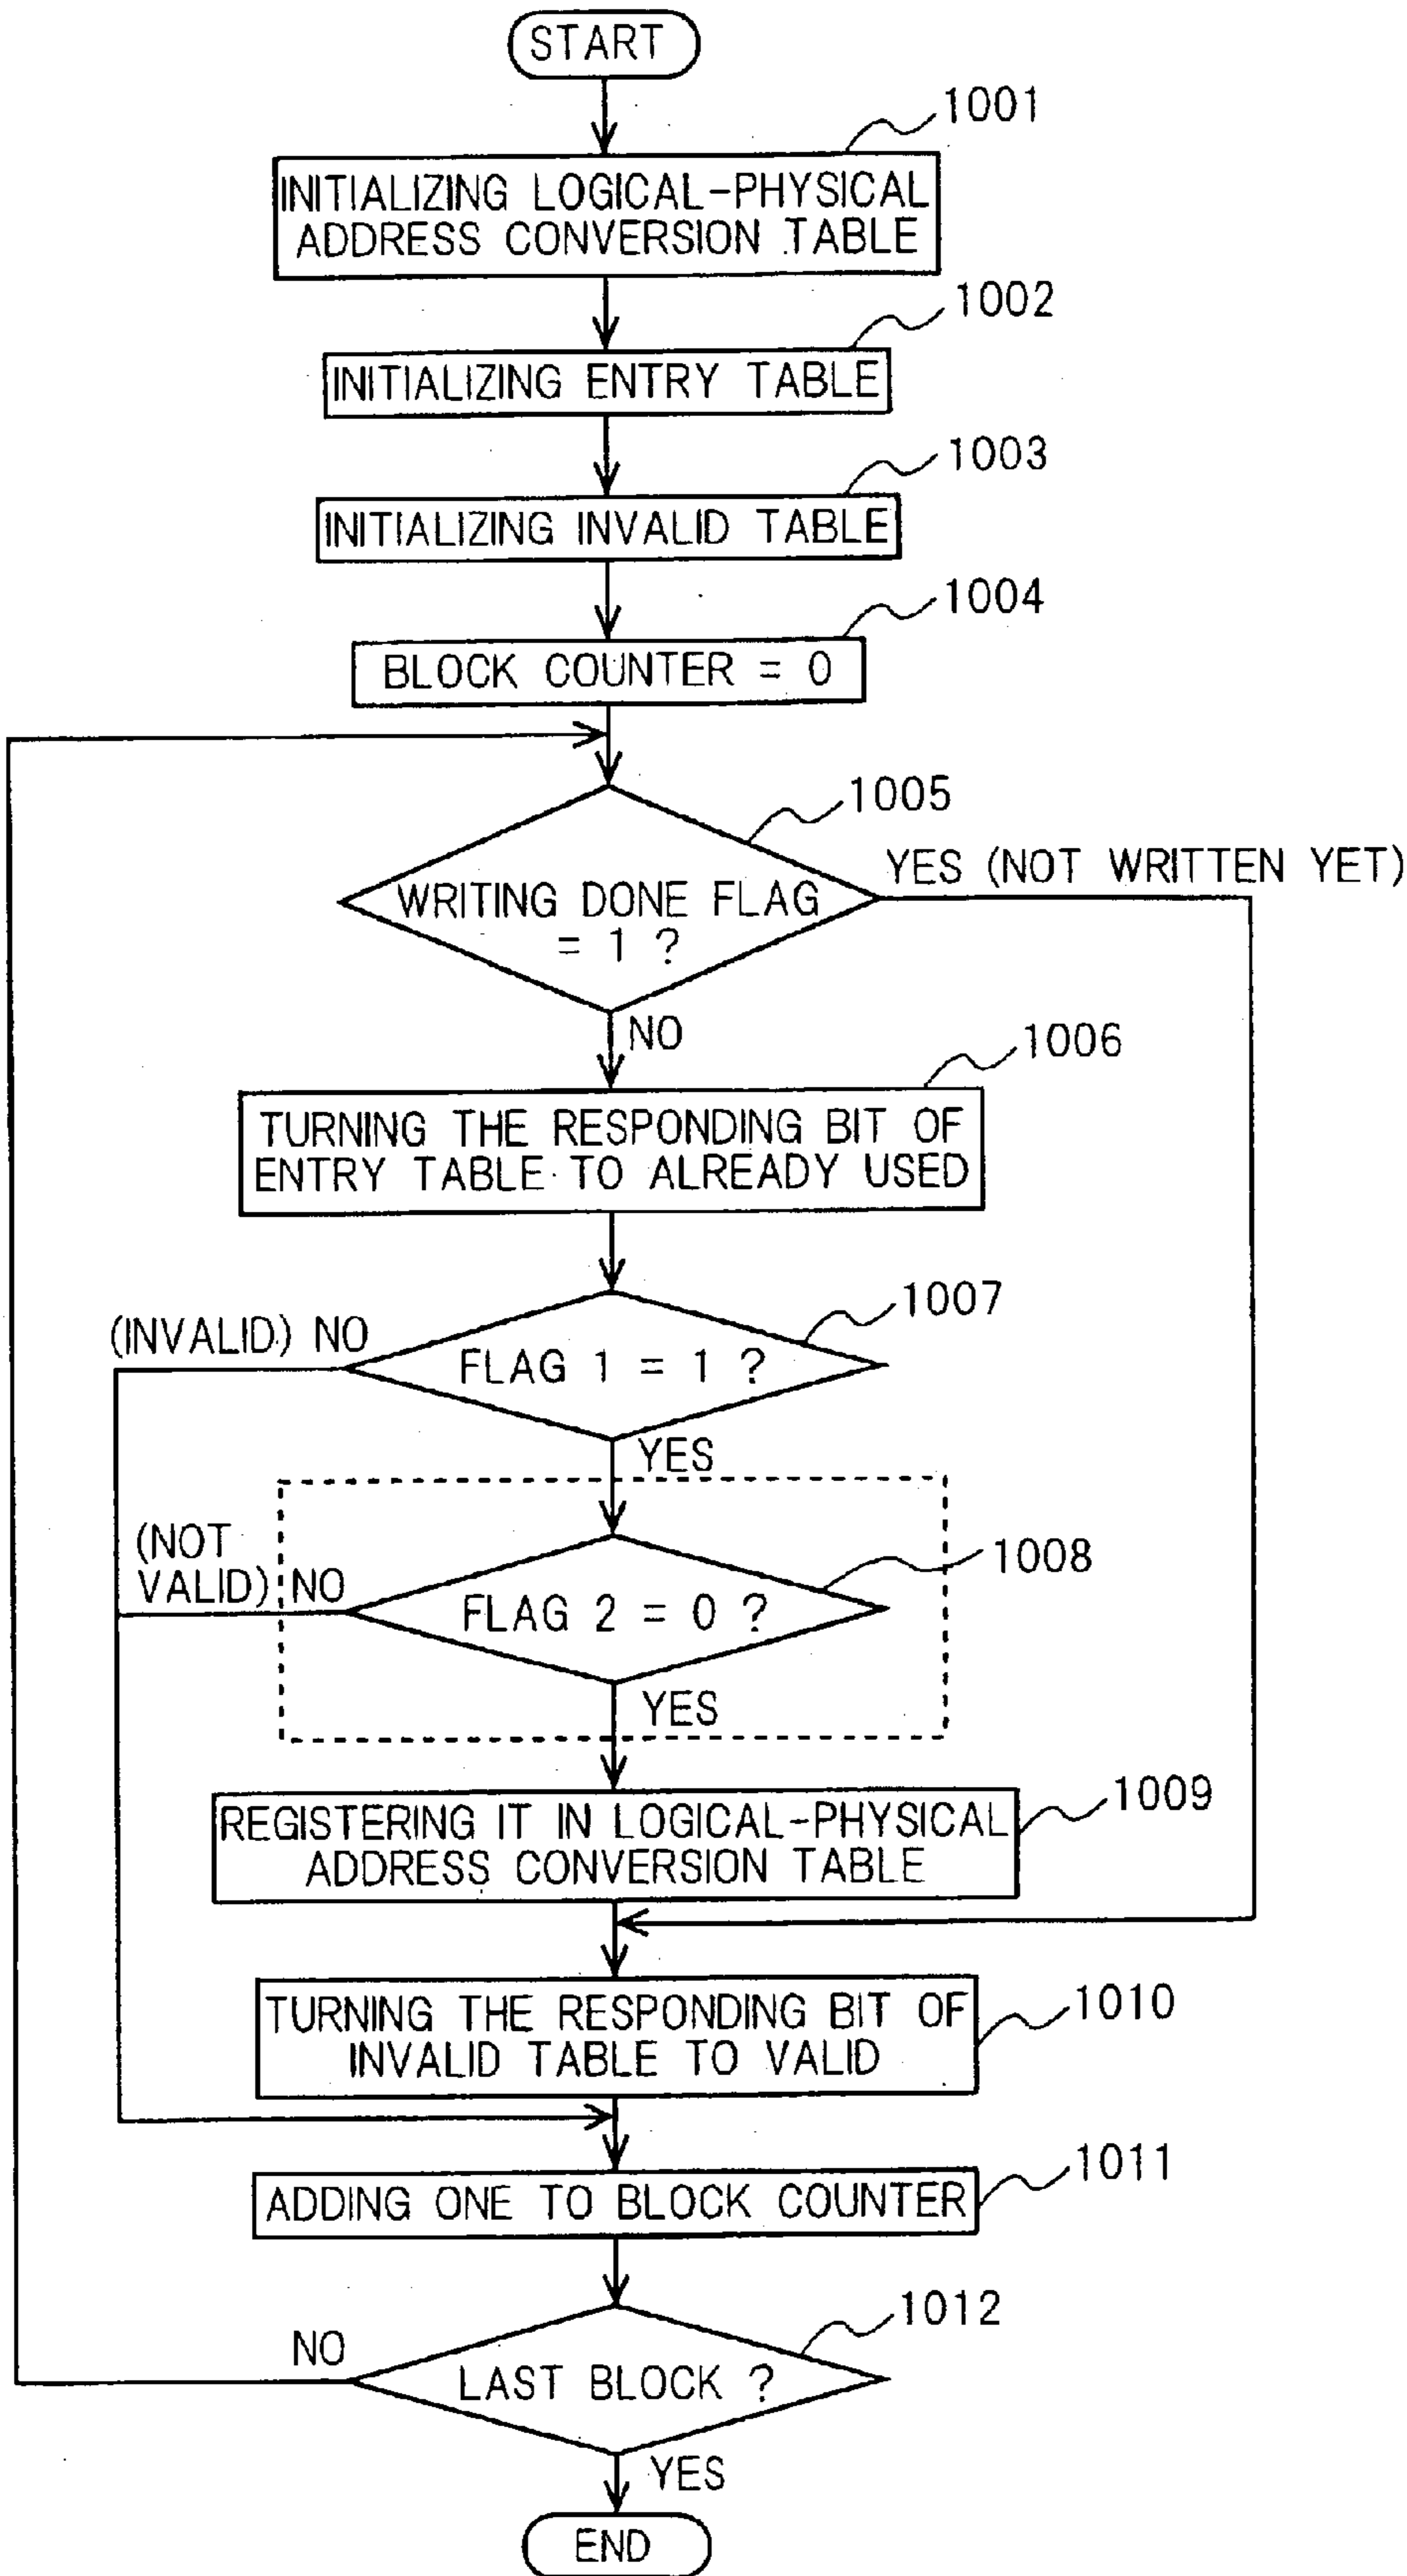 START
1001
INITIALIZING LOGICAL-PHYSICAL
ADDRESS CONVERSION TABLE
1002
INITIALIZING ENTRY TABLE
1003
INITIALIZING INVALID TABLE
1004
BLOCK COUNTER = 0
1005
YES (NOT WRITTEN YET)
WRITING DONE FLAG
= 1 ?
NO
1006
TURNING THE RESPONDING BIT OF
ENTRY TABLE TO ALREADY USED
1007
(INVALID) NO
FLAG 1 = 1 ?
YES
(NOT
VALID) NO
1008
FLAG 2 = 0 ?
YES
1009
REGISTERING IT IN LOGICAL-PHYSICAL
ADDRESS CONVERSION TABLE
1010
TURNING THE RESPONDING BIT OF
INVALID TABLE TO VALID
1011
ADDING ONE TO BLOCK COUNTER
1012
NO
LAST BLOCK ?
YES
END